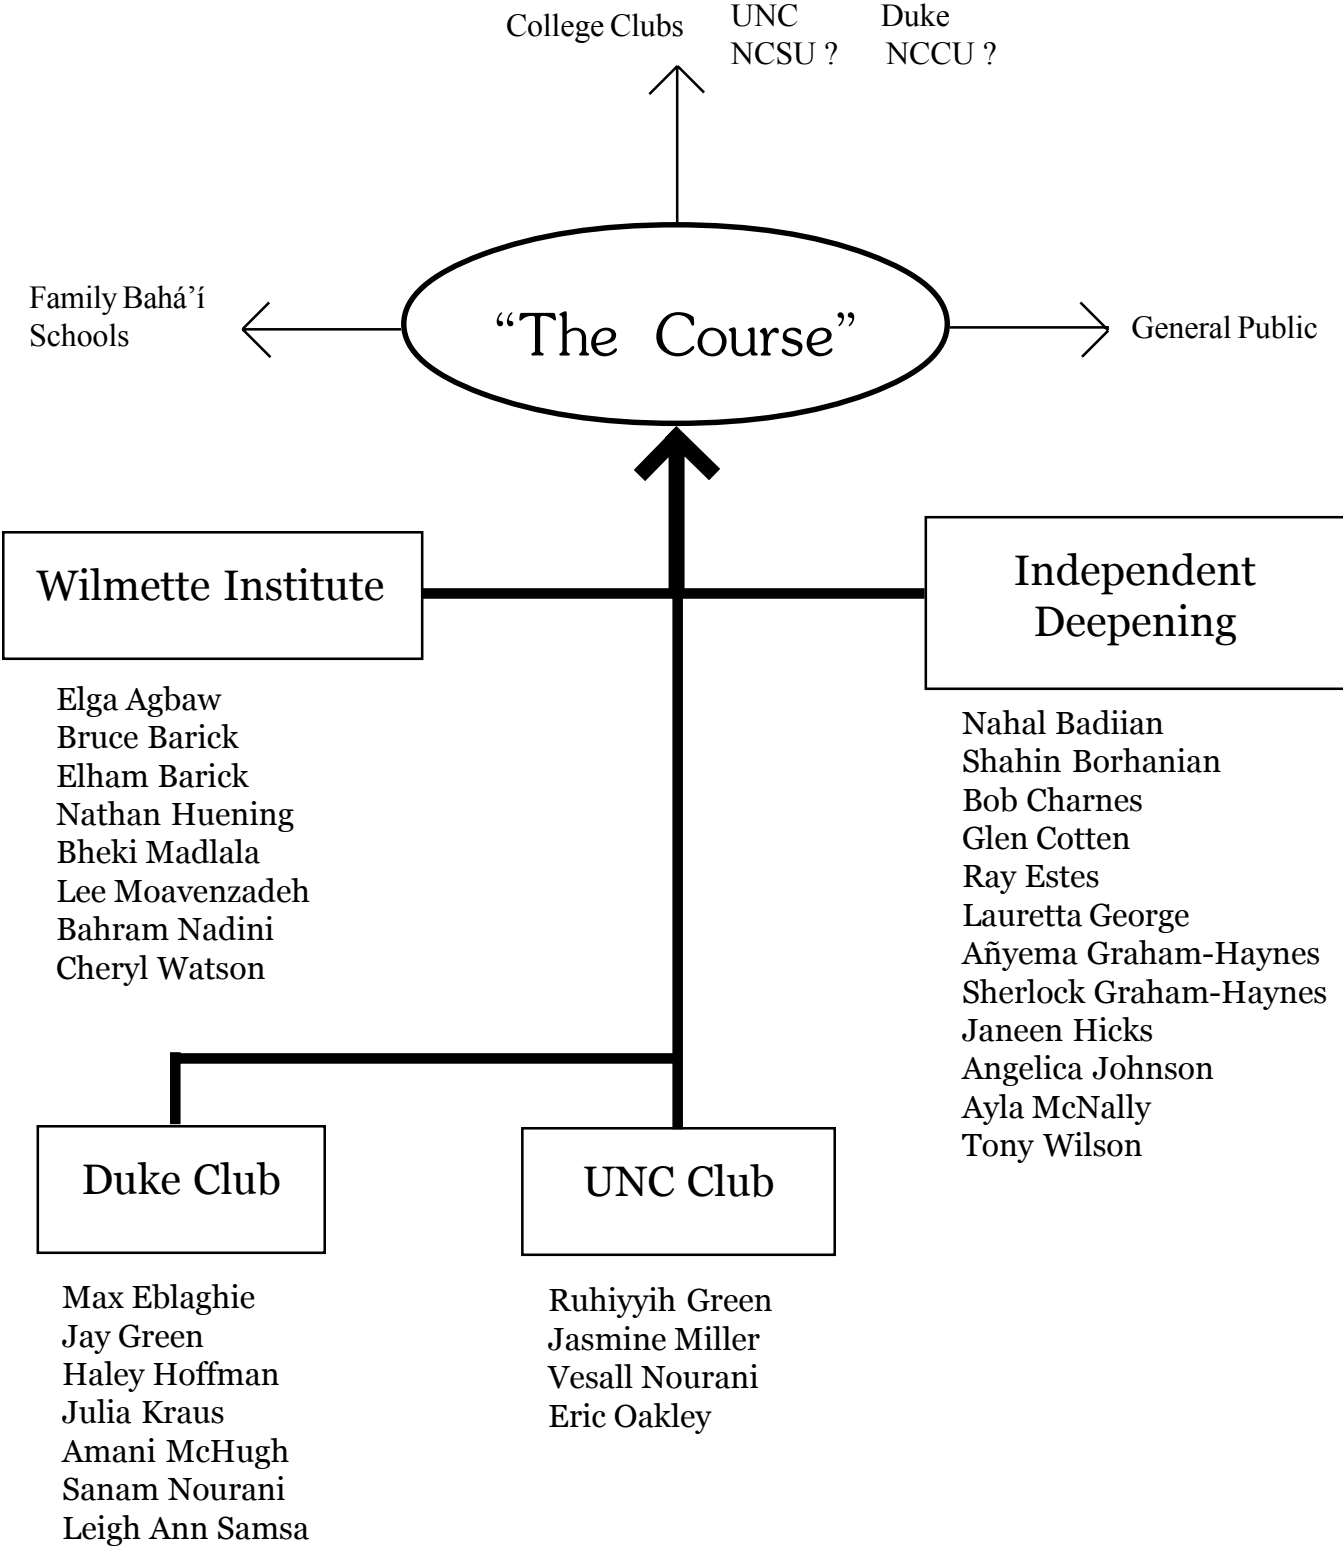 College Clubs
UNC Duke
NCSU ? NCCU ?
Family Bahá’í
Schools
“The Course”
General Public
Wilmette Institute
Elga Agbaw
Bruce Barick
Elham Barick
Nathan Huening
Bheki Madlala
Lee Moavenzadeh
Bahram Nadini
Cheryl Watson
Independent
Deepening
Nahal Badiian
Shahin Borhanian
Bob Charnes
Glen Cotten
Ray Estes
Lauretta George
Añyema Graham-Haynes
Sherlock Graham-Haynes
Janeen Hicks
Angelica Johnson
Ayla McNally
Tony Wilson
Duke Club
Max Eblaghie
Jay Green
Haley Hoffman
Julia Kraus
Amani McHugh
Sanam Nourani
Leigh Ann Samsa
UNC Club
Ruhiyyih Green
Jasmine Miller
Vesall Nourani
Eric Oakley